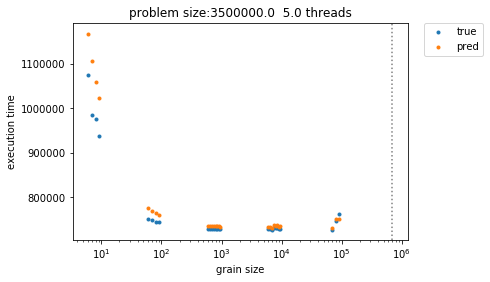 problem size:3500000.0  5.0 threads
true
pred
execution time
1100000
1000000
900000
800000
10^1
10^2
10^3
10^4
10^5
10^6
grain size